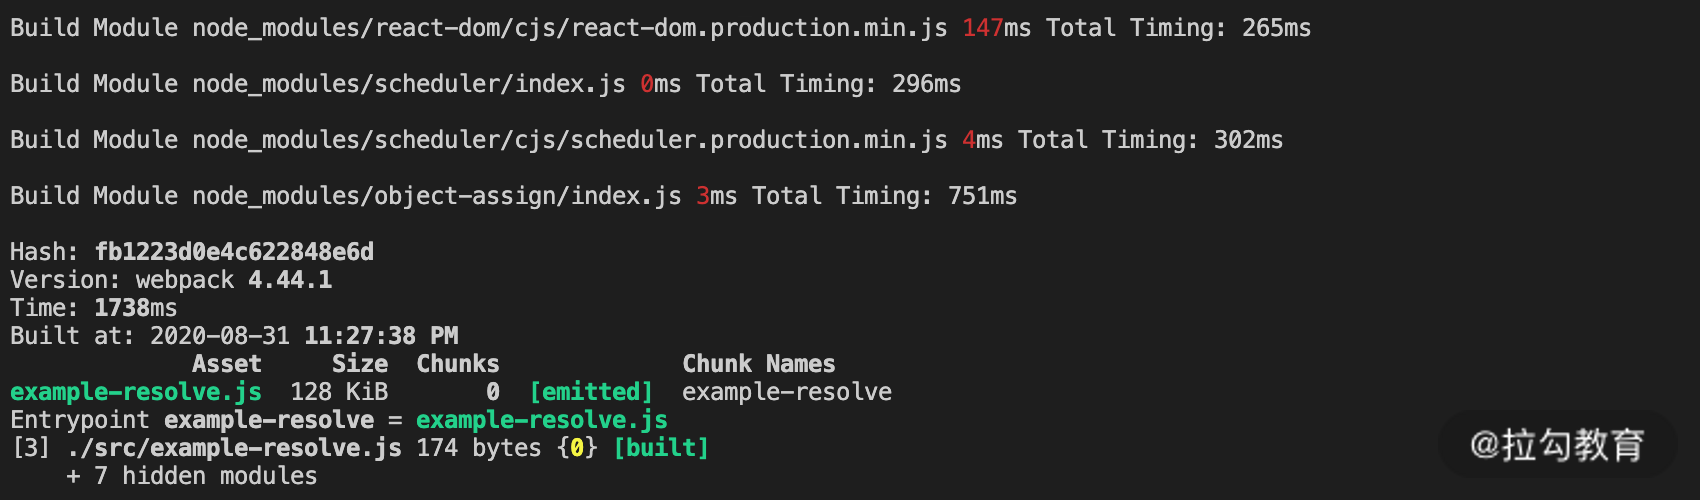 Build Module node_modules/react-dom/cjs/react-dom.production.min.js 147ms Total Timing: 265ms
Build Module node_modules/scheduler/index.js 0ms Total Timing: 296ms
Build Module node_modules/scheduler/cjs/scheduler.production.min.js 4ms Total Timing: 302ms
Build Module node_modules/object-assign/index.js 3ms Total Timing: 751ms
Hash: fb1223d0e4c622848e6d
Version: webpack 4.44.1
Time: 1738ms
Built at: 2020-08-31 11:27:38 PM
Asset Size Chunks Chunk Names
example-resolve.js 128 KiB 0 [emitted] example-resolve
Entrypoint example-resolve = example-resolve.js
[3] ./src/example-resolve.js 174 bytes {0} [built]
+ 7 hidden modules
@拉勾教育